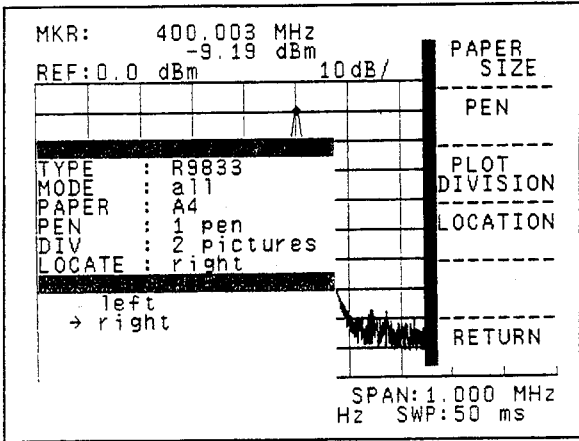 MKR: 400.003 MHz
-9.19 dBm
REF:0.0 dBm 10dB/
TYPE : R9833
MODE : all
PAPER : A4
PEN : 1 pen
DIV : 2 pictures
LOCATE : right
left
→ right
PAPER
SIZE
PEN
PLOT
DIVISION
LOCATION
RETURN
SPAN:1.000 MHz
Hz SWP:50 ms